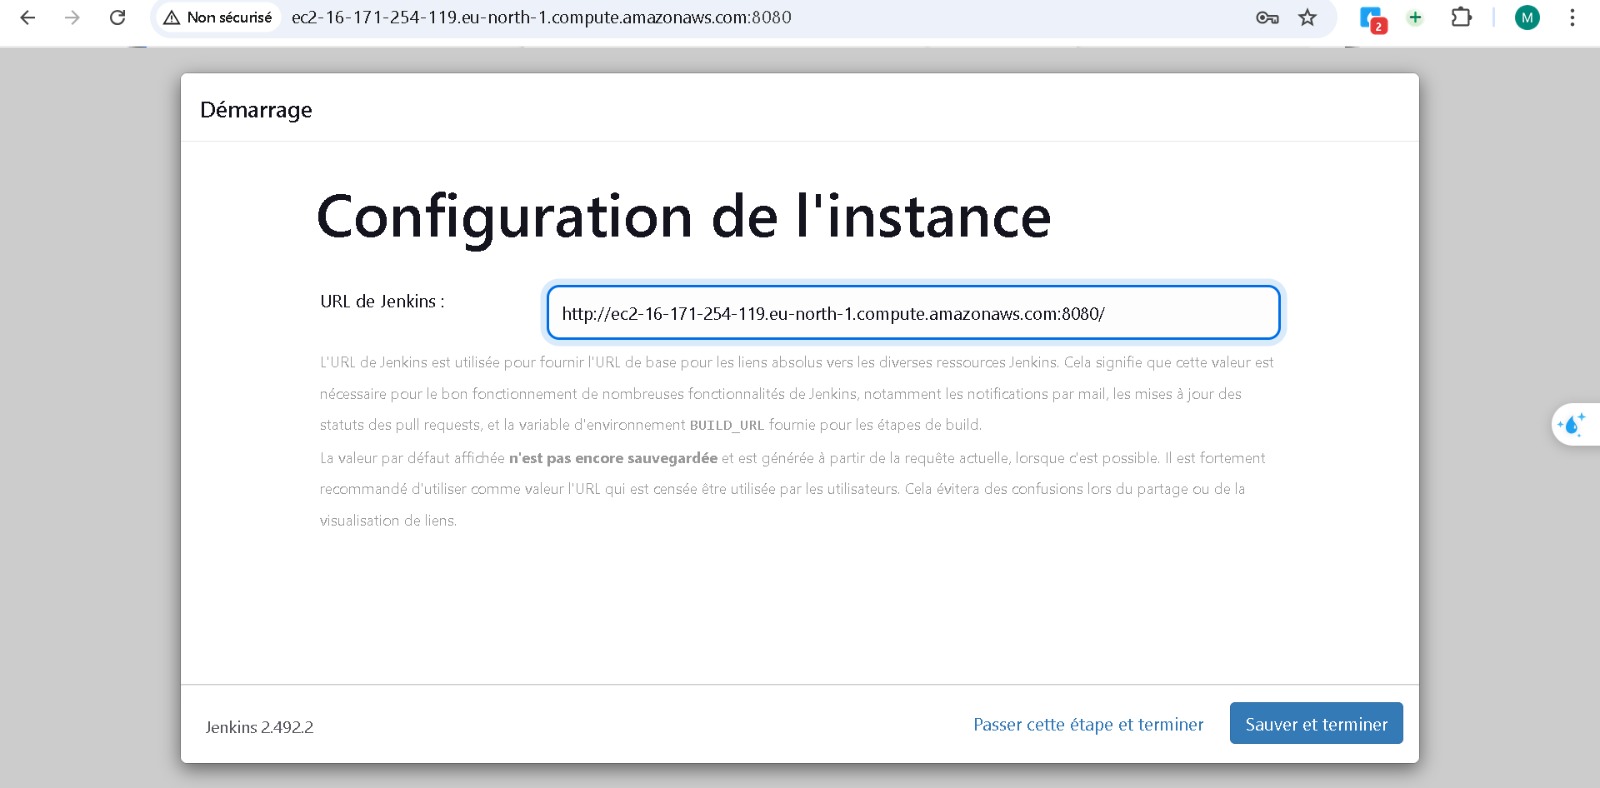 Non sécurisé ec2-16-171-254-119.eu-north-1.compute.amazonaws.com:8080 2 M
Démarrage
Configuration de l'instance
URL de Jenkins : http://ec2-16-171-254-119.eu-north-1.compute.amazonaws.com:8080/
L'URL de Jenkins est utilisée pour fournir l'URL de base pour les liens absolus vers les diverses ressources Jenkins. Cela signifie que cette valeur est
nécessaire pour le bon fonctionnement de nombreuses fonctionnalités de Jenkins, notamment les notifications par mail, les mises à jour des
statuts des pull requests, et la variable d'environnement BUILD_URL fournie pour les étapes de build.
La valeur par défaut affichée n'est pas encore sauvegardée et est générée à partir de la requête actuelle, lorsque c'est possible. Il est fortement
recommandé d'utiliser comme valeur l'URL qui est censée être utilisée par les utilisateurs. Cela évitera des confusions lors du partage ou de la
visualisation de liens.
Jenkins 2.492.2 Passer cette étape et terminer Sauver et terminer